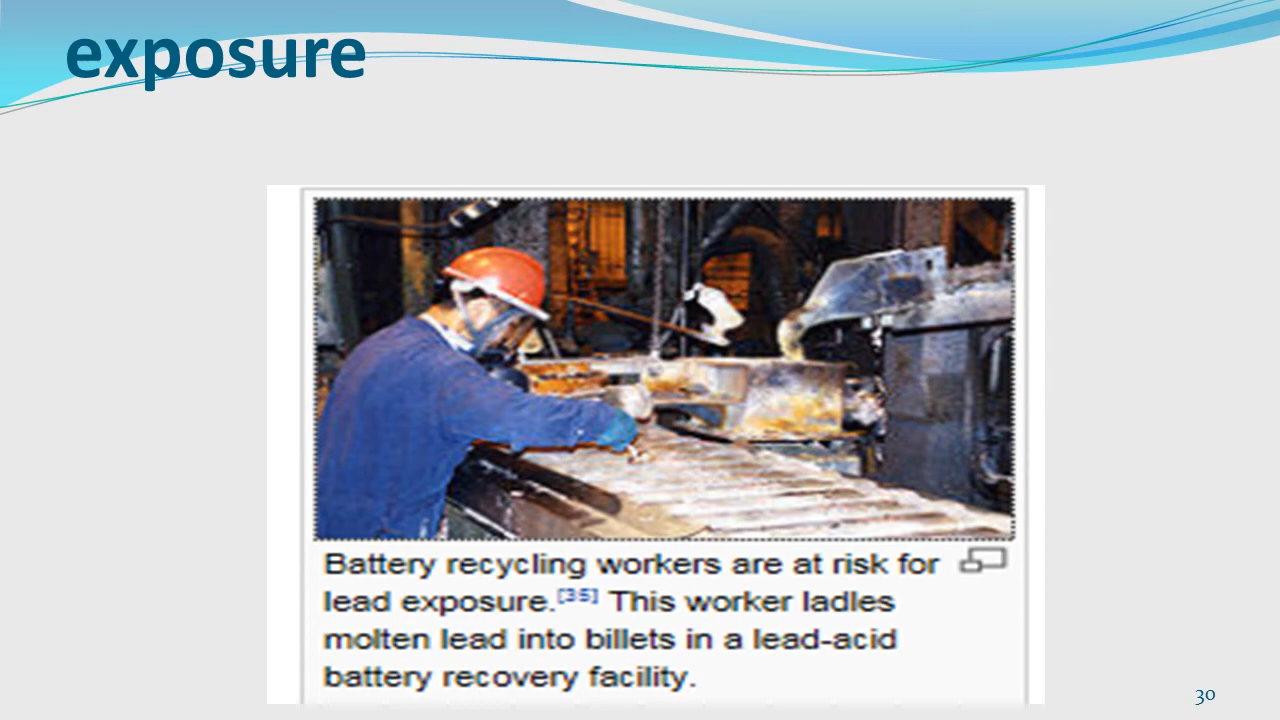 exposure
Battery recycling workers are at risk for
lead exposure.[35] This worker ladles
molten lead into billets in a lead-acid
battery recovery facility.
30